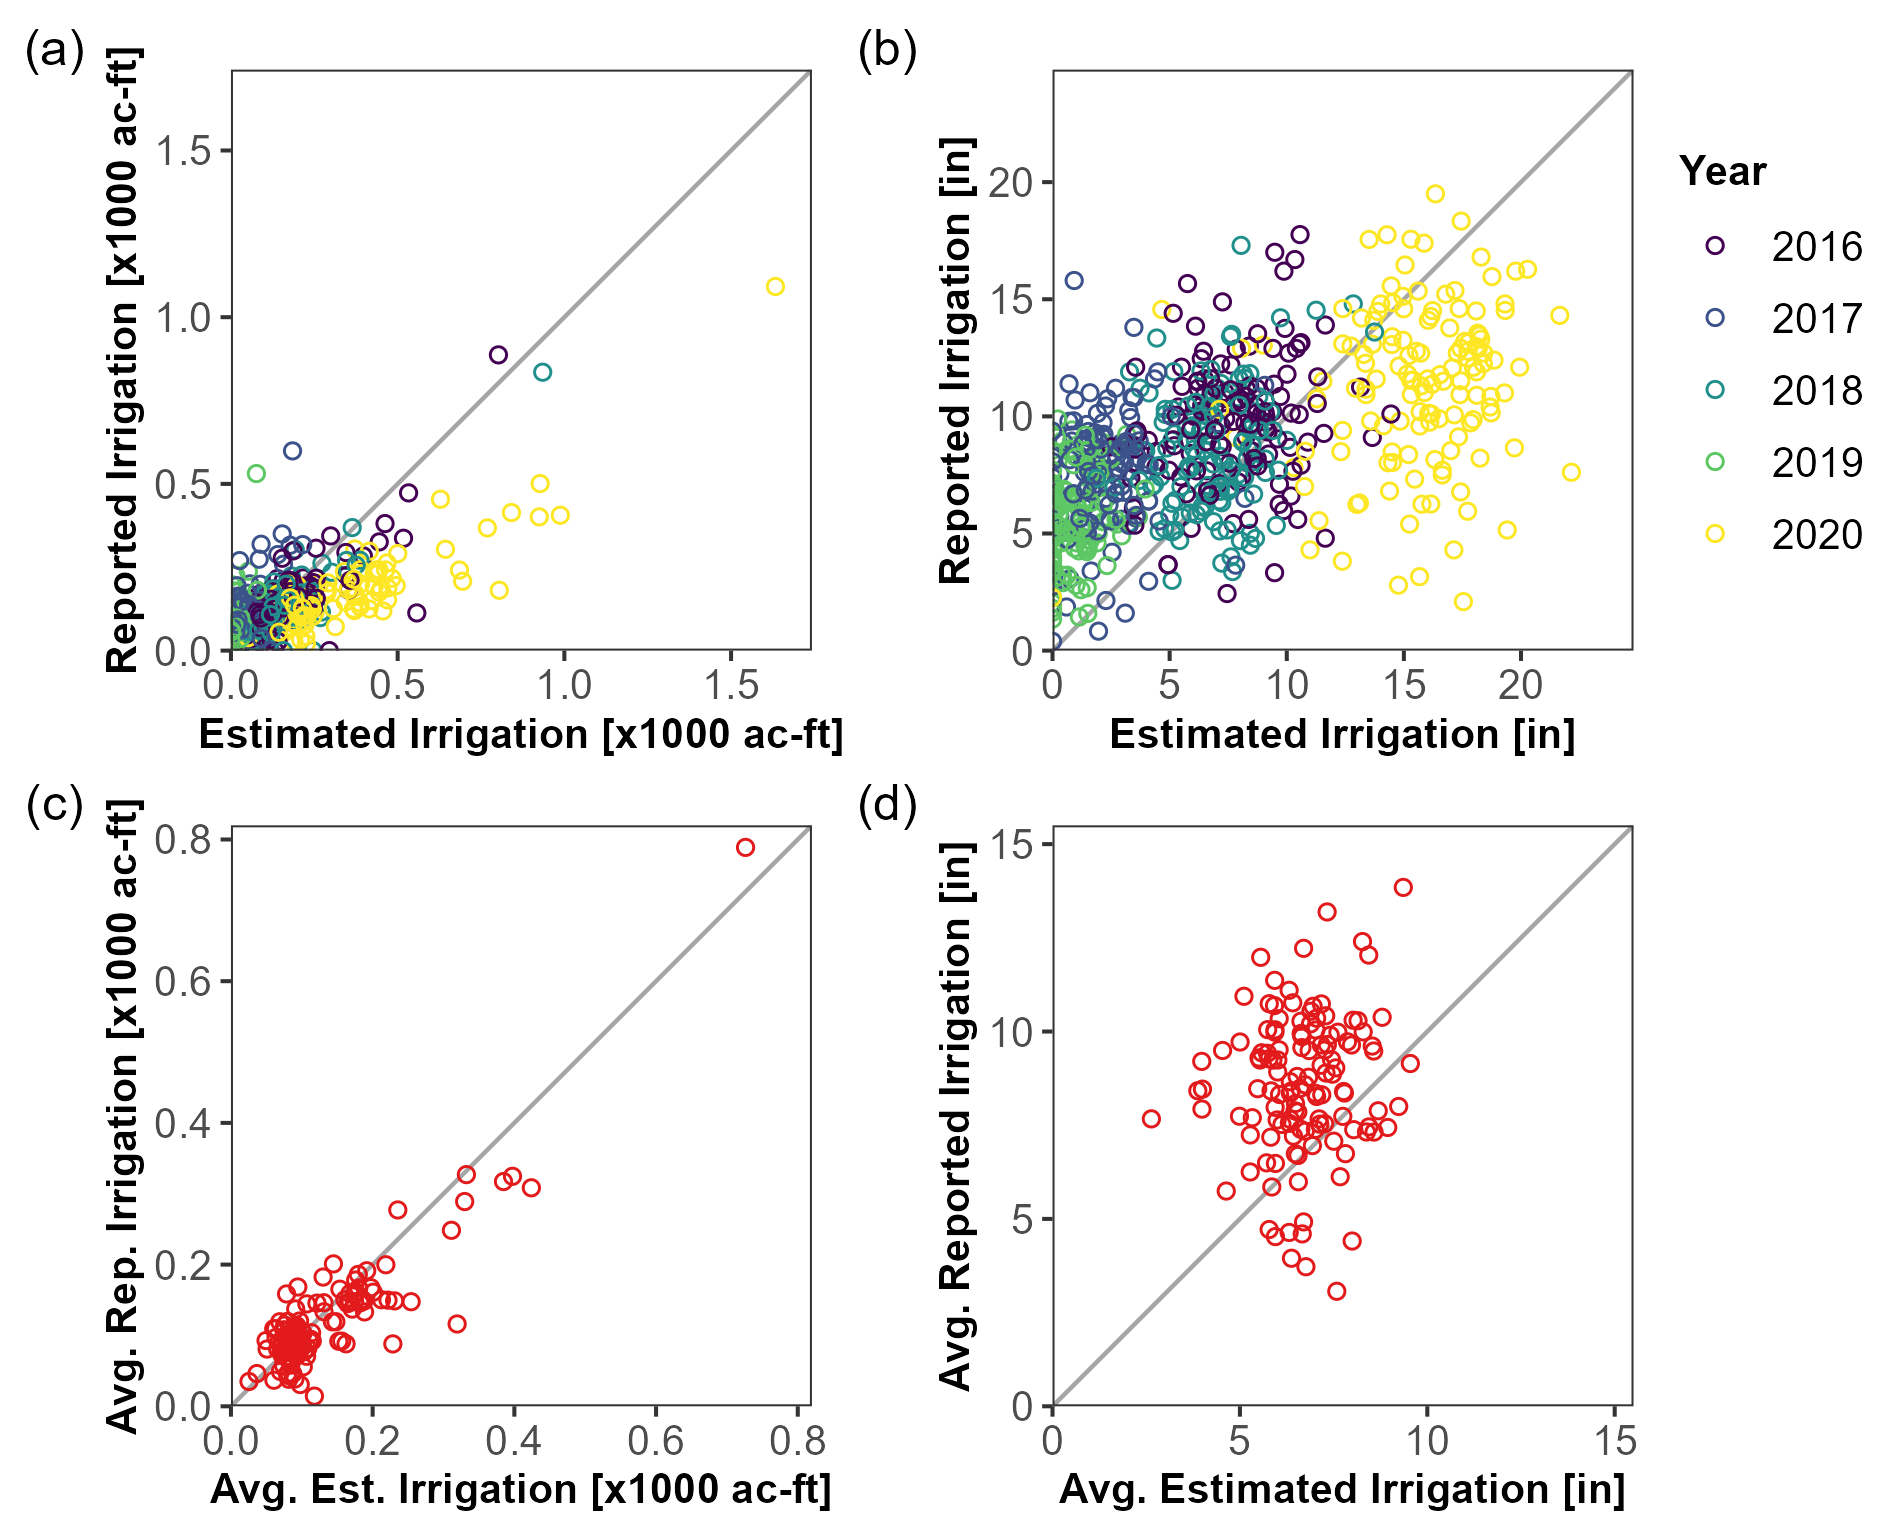 (a)
Reported Irrigation [x1000 ac-ft]
1.5
1.0
0.5
0.0
0.0 0.5 1.0 1.5
Estimated Irrigation [x1000 ac-ft]
(b)
Reported Irrigation [in]
20
15
10
5
0
0 5 10 15 20
Estimated Irrigation [in]
Year
2016
2017
2018
2019
2020
(c)
Avg. Rep. Irrigation [x1000 ac-ft]
0.8
0.6
0.4
0.2
0.0
0.0 0.2 0.4 0.6 0.8
Avg. Est. Irrigation [x1000 ac-ft]
(d)
Avg. Reported Irrigation [in]
15
10
5
0
0 5 10 15
Avg. Estimated Irrigation [in]